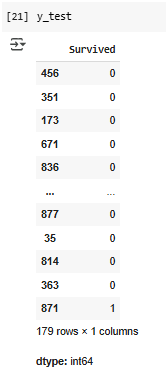 [21] y_test
Survived
456 0
351 0
173 0
671 0
836 0
... ...
877 0
35 0
814 0
363 0
871 1
179 rows × 1 columns
dtype: int64